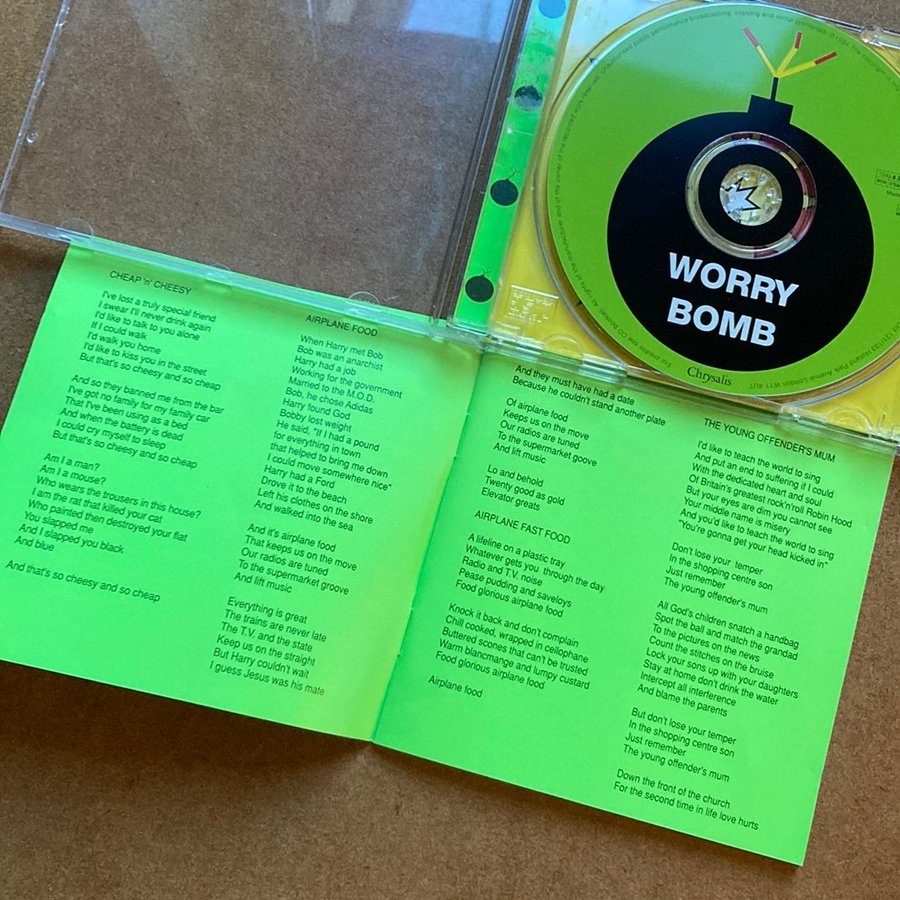 WORRY
BOMB
Chrysalis
CHEAP 'n' CHEESY
I've lost a truly special friend
I swear I'll never drink again
I'd like to talk to you alone
If I could walk
I'd walk you home
I'd like to kiss you in the street
But that's so cheesy and so cheap
And so they banned me from the bar
I've got no family for my family car
That I've been using as a bed
And when the battery is dead
I could cry myself to sleep
But that's so cheesy and so cheap
Am I a man?
Am I a mouse?
Who wears the trousers in this house?
I am the rat that killed your cat
Who painted then destroyed your flat
You slapped me
And I slapped you black
And blue
And that's so cheesy and so cheap
AIRPLANE FOOD
When Harry met Bob
Bob was an anarchist
Harry had a job
Working for the government
Married to the M.O.D.
Bob, he chose Adidas
Harry found God
Bobby lost weight
He said, "If I had a pound
for everything in town
that helped to bring me down
I could move somewhere nice"
Harry had a Ford
Drove it to the beach
Left his clothes on the shore
And walked into the sea
And it's airplane food
That keeps us on the move
Our radios are tuned
To the supermarket groove
And lift music
Everything is great
The trains are never late
The T.V. and the state
Keep us on the straight
But Harry couldn't wait
I guess Jesus was his mate
And they must have had a date
Because he couldn't stand another plate
Of airplane food
Keeps us on the move
Our radios are tuned
To the supermarket goove
And lift music
Lo and behold
Twenty good as gold
Elevator greats
AIRPLANE FAST FOOD
A lifeline on a plastic tray
Whatever gets you through the day
Radio and T.V. noise
Pease pudding and saveloys
Food glorious airplane food
Knock it back and don't complain
Chill cooked, wrapped in cellophane
Buttered scones that can't be trusted
Warm blancmange and lumpy custard
Food glorious airplane food
Airplane food
THE YOUNG OFFENDER'S MUM
I'd like to teach the world to sing
And put an end to suffering if I could
With the dedicated heart and soul
Of Britain's greatest rock'n'roll Robin Hood
But your eyes are dim you cannot see
Your middle name is misery
And you'd like to teach the world to sing
"You're gonna get your head kicked in"
Don't lose your temper
In the shopping centre son
Just remember
The young offender's mum
All God's children snatch a handbag
Spot the ball and match the grandad
To the pictures on the news
Count the stitches on the bruise
Lock your sons up with your daughters
Stay at home don't drink the water
Intercept all interference
And blame the parents
But don't lose your temper
In the shopping centre son
Just remember
The young offender's mum
Down the front of the church
For the second time in life love hurts